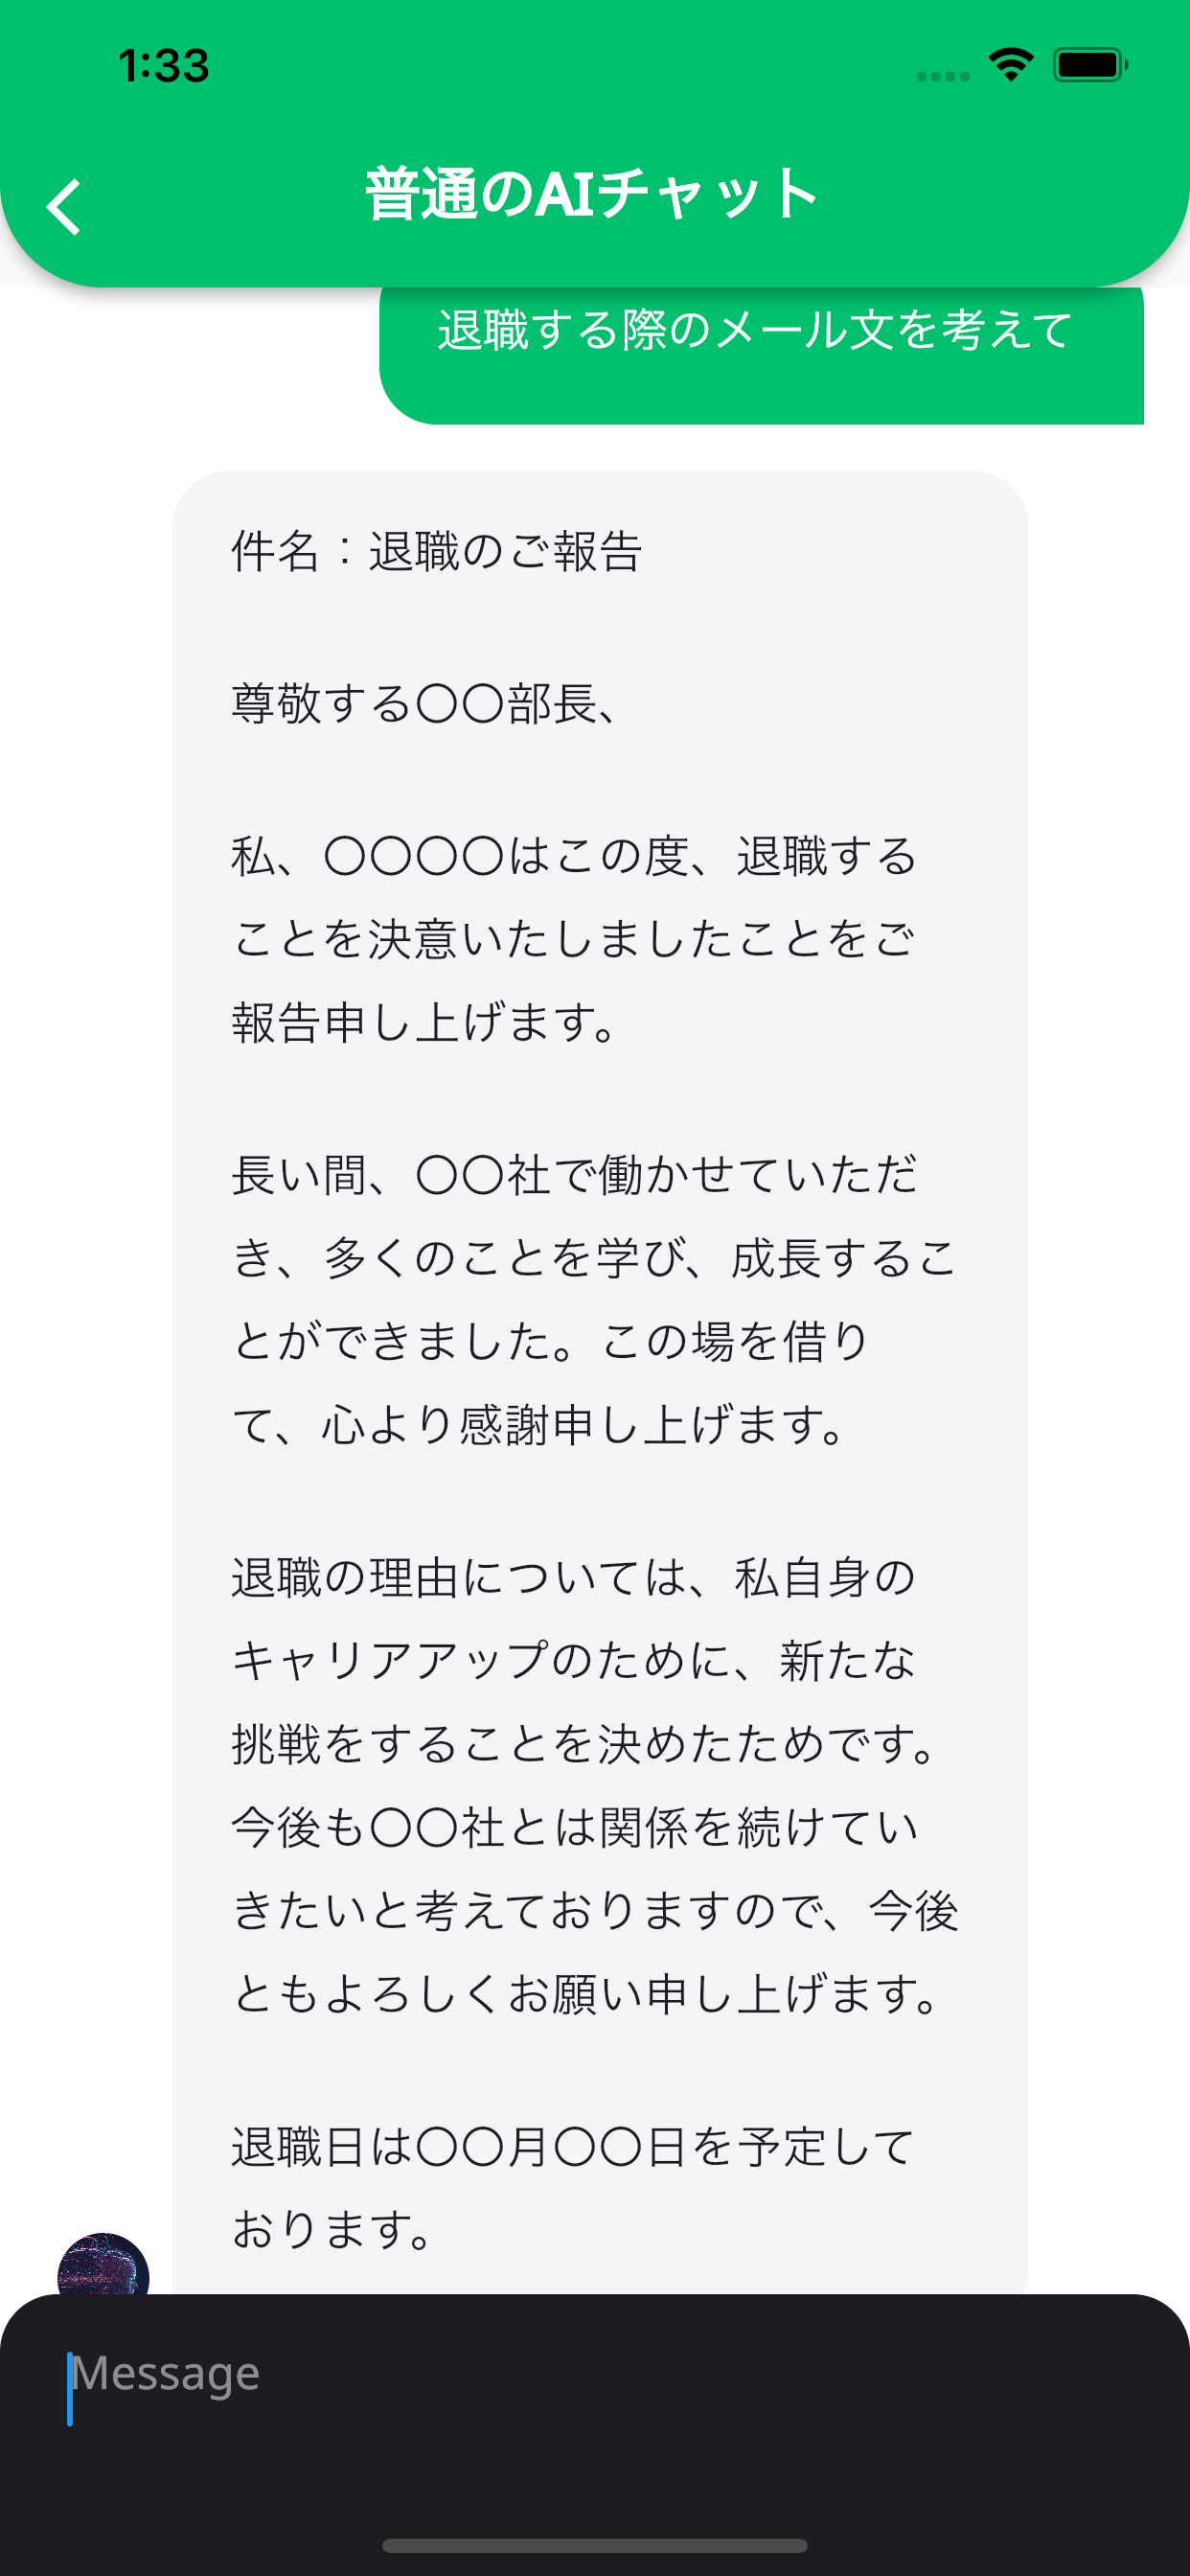 1:33
普通のAIチャット
退職する際のメール文を考えて
件名：退職のご報告
尊敬する〇〇部長、
私、〇〇〇〇はこの度、退職する
ことを決意いたしましたことをご
報告申し上げます。
長い間、〇〇社で働かせていただ
き、多くのことを学び、成長するこ
とができました。この場を借り
て、心より感謝申し上げます。
退職の理由については、私自身の
キャリアアップのために、新たな
挑戦をすることを決めたためです。
今後も〇〇社とは関係を続けてい
きたいと考えておりますので、今後
ともよろしくお願い申し上げます。
退職日は〇〇月〇〇日を予定して
おります。
Message